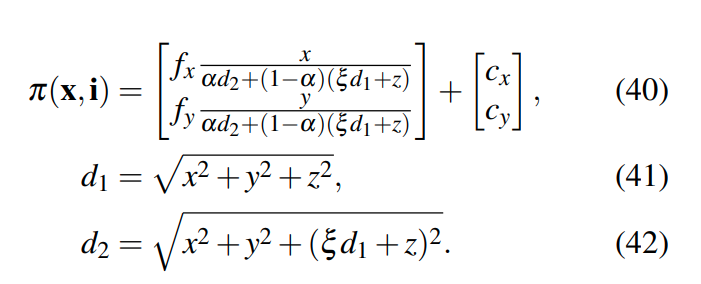 π(x,i) = [f_x x/(αd_2+(1−α)(ξd_1+z)) ; f_y y/(αd_2+(1−α)(ξd_1+z))] + [c_x ; c_y] , (40)
d_1 = √(x^2 + y^2 + z^2), (41)
d_2 = √(x^2 + y^2 + (ξd_1 + z)^2). (42)